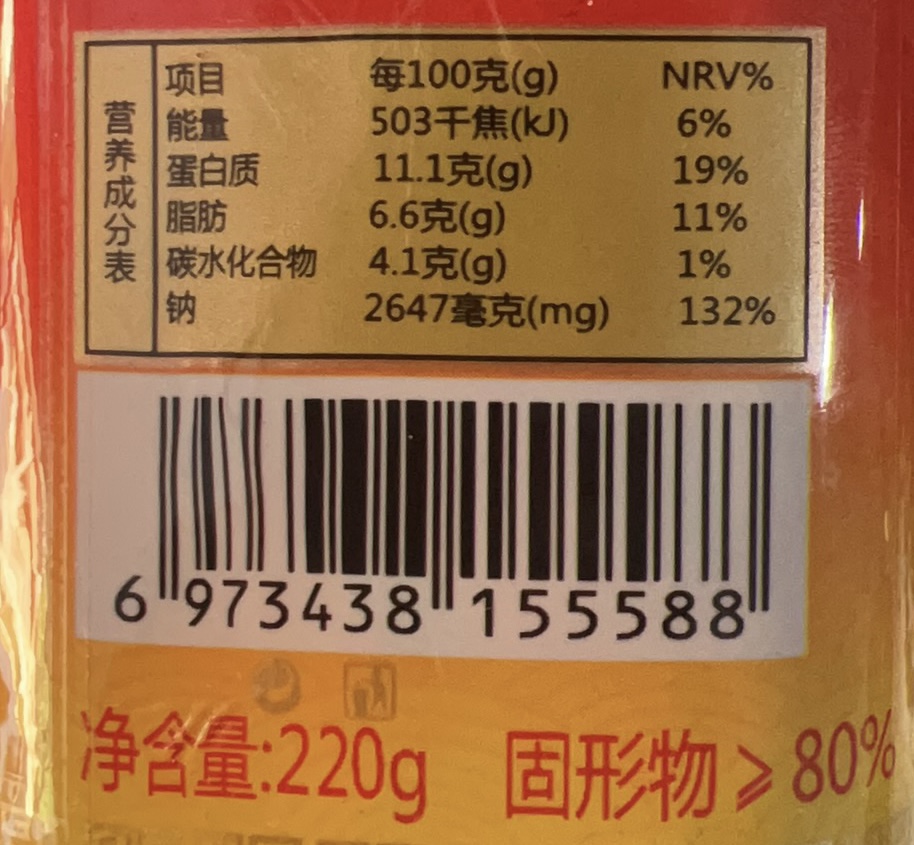 营养成分表
项目 每100克(g) NRV%
能量 503千焦(kJ) 6%
蛋白质 11.1克(g) 19%
脂肪 6.6克(g) 11%
碳水化合物 4.1克(g) 1%
钠 2647毫克(mg) 132%
6 973438 155588
净含量:220g 固形物≥80%